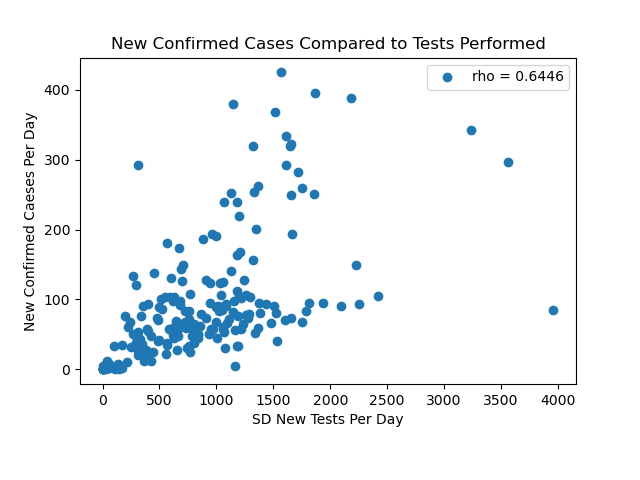 New Confirmed Cases Compared to Tests Performed
rho = 0.6446
New Confirmed Caeses Per Day
400
300
200
100
0
0 500 1000 1500 2000 2500 3000 3500 4000
SD New Tests Per Day